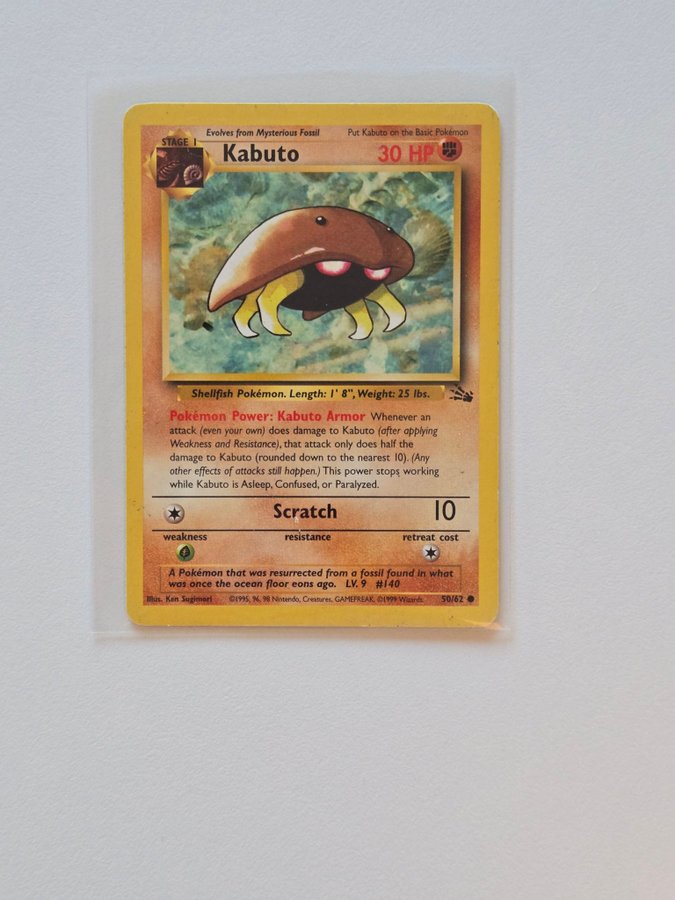 Evolves from Mysterious Fossil Put Kabuto on the Basic Pokémon
STAGE 1 Kabuto 30 HP
Shellfish Pokémon. Length: 1' 8", Weight: 25 lbs.
Pokémon Power: Kabuto Armor Whenever an
attack (even your own) does damage to Kabuto (after applying
Weakness and Resistance), that attack only does half the
damage to Kabuto (rounded down to the nearest 10). (Any
other effects of attacks still happen.) This power stops working
while Kabuto is Asleep, Confused, or Paralyzed.
Scratch 10
weakness resistance retreat cost
A Pokémon that was resurrected from a fossil found in what
was once the ocean floor eons ago. LV. 9 #140
Illus. Ken Sugimori ©1995, 96, 98 Nintendo, Creatures, GAMEFREAK. ©1999 Wizards. 50/62